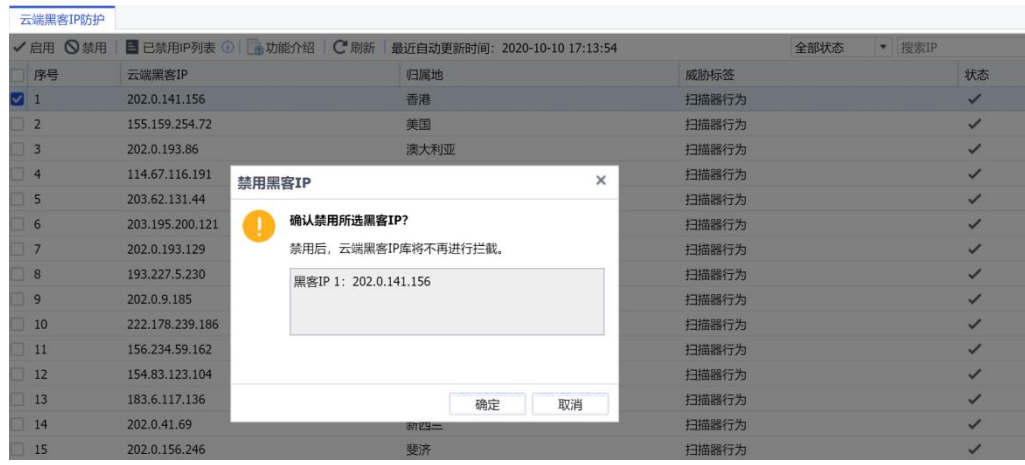 云端黑客IP防护
启用 禁用 已禁用IP列表 功能介绍 刷新 最近自动更新时间：2020-10-10 17:13:54 全部状态 搜索IP
序号 云端黑客IP 归属地 威胁标签 状态
1 202.0.141.156 香港 扫描器行为
2 155.159.254.72 美国 扫描器行为
3 202.0.193.86 澳大利亚 扫描器行为
4 114.67.116.191 扫描器行为
5 203.62.131.44 扫描器行为
6 203.195.200.121 扫描器行为
7 202.0.193.129 扫描器行为
8 193.227.5.230 扫描器行为
9 202.0.9.185 扫描器行为
10 222.178.239.186 扫描器行为
11 156.234.59.162 扫描器行为
12 154.83.123.104 扫描器行为
13 183.6.117.136 扫描器行为
14 202.0.41.69 新西兰 扫描器行为
15 202.0.156.246 斐济 扫描器行为
禁用黑客IP
确认禁用所选黑客IP？
禁用后，云端黑客IP库将不再进行拦截。
黑客IP 1：202.0.141.156
确定 取消